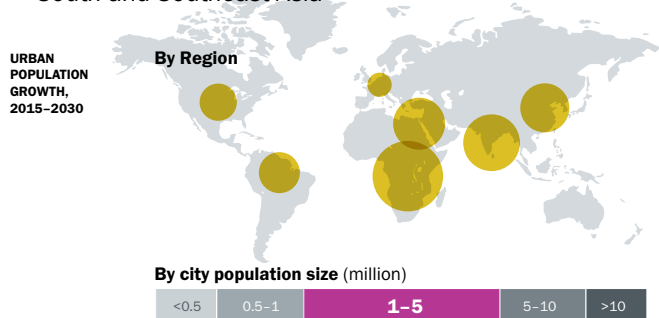 South and Southeast Asia
URBAN
POPULATION
GROWTH,
2015–2030
By Region
By city population size (million)
<0.5 0.5–1 1–5 5–10 >10